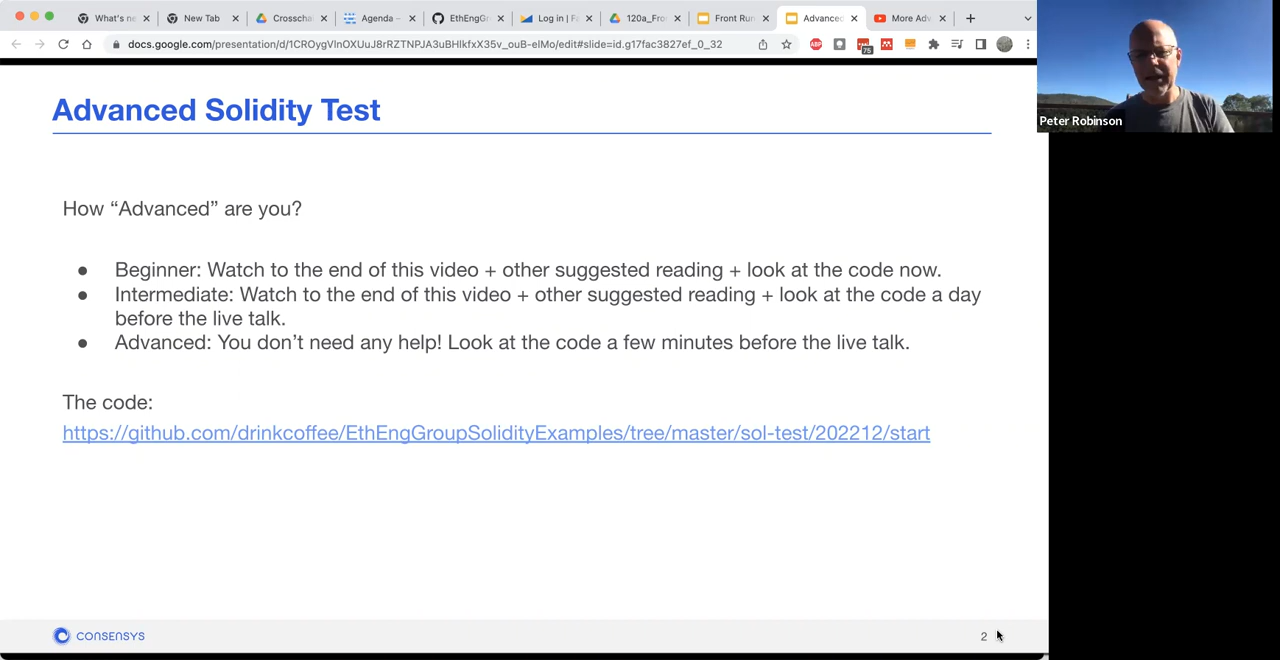 What's ne
New Tab
Crosscha
Agenda –
EthEngGr
Log in | F
120a_Fro
Front Run
Advanced
More Adv
docs.google.com/presentation/d/1CROygVlnOXUuJ8rRZTNPJA3uBHIkfxX35v_ouB-elMo/edit#slide=id.g17fac3827ef_0_32
ABP
75
Advanced Solidity Test
Peter Robinson
How “Advanced” are you?
● Beginner: Watch to the end of this video + other suggested reading + look at the code now.
● Intermediate: Watch to the end of this video + other suggested reading + look at the code a day
before the live talk.
● Advanced: You don’t need any help! Look at the code a few minutes before the live talk.
The code:
https://github.com/drinkcoffee/EthEngGroupSolidityExamples/tree/master/sol-test/202212/start
CONSENSYS
2